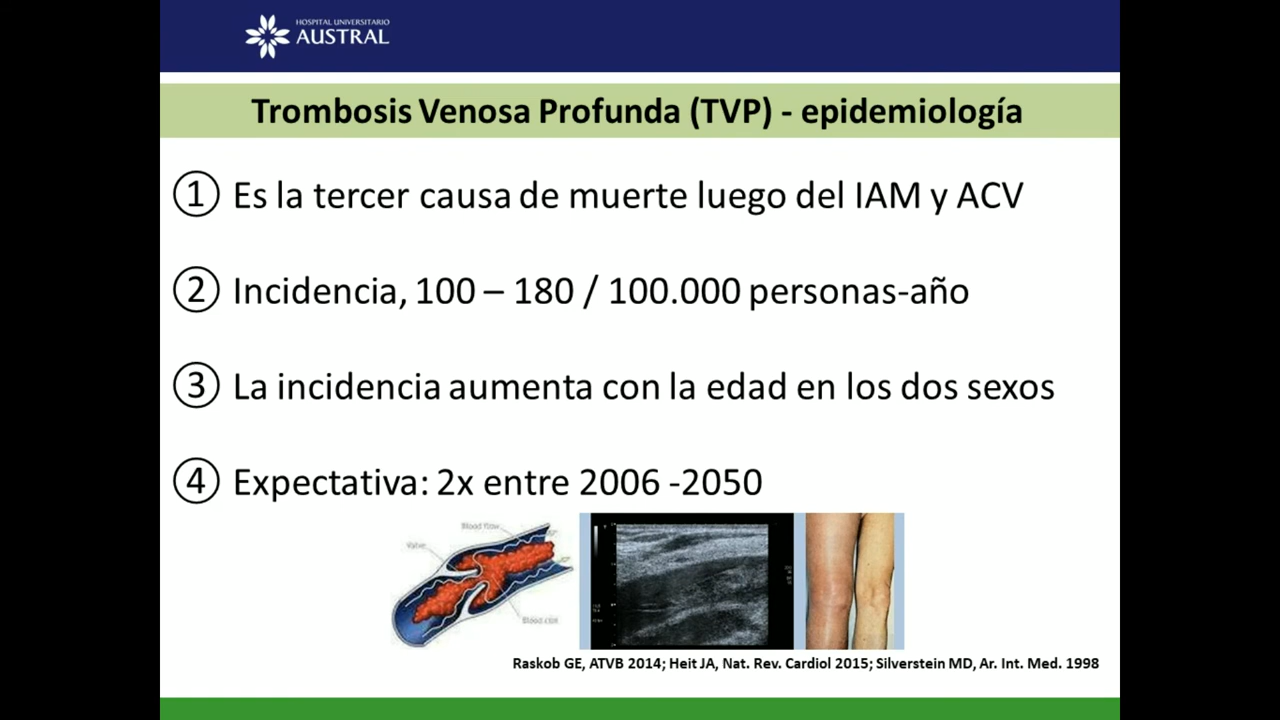 HOSPITAL UNIVERSITARIO
AUSTRAL
Trombosis Venosa Profunda (TVP) - epidemiología
1 Es la tercer causa de muerte luego del IAM y ACV
2 Incidencia, 100 – 180 / 100.000 personas-año
3 La incidencia aumenta con la edad en los dos sexos
4 Expectativa: 2x entre 2006 -2050
Blood flow
Valve
Blood clot
Raskob GE, ATVB 2014; Heit JA, Nat. Rev. Cardiol 2015; Silverstein MD, Ar. Int. Med. 1998